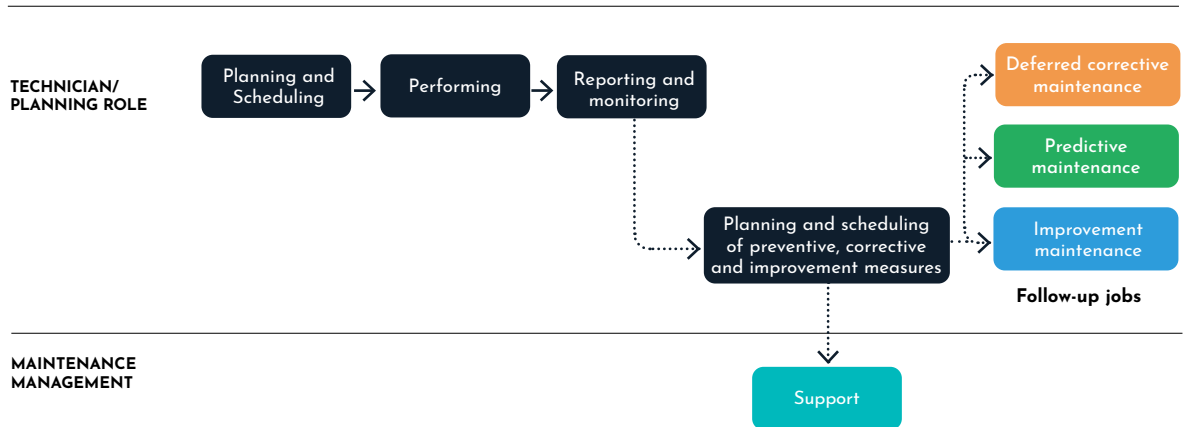 TECHNICIAN/
PLANNING ROLE
Planning and
Scheduling
Performing
Reporting and
monitoring
Deferred corrective
maintenance
Predictive
maintenance
Planning and scheduling
of preventive, corrective
and improvement measures
Improvement
maintenance
Follow-up jobs
MAINTENANCE
MANAGEMENT
Support